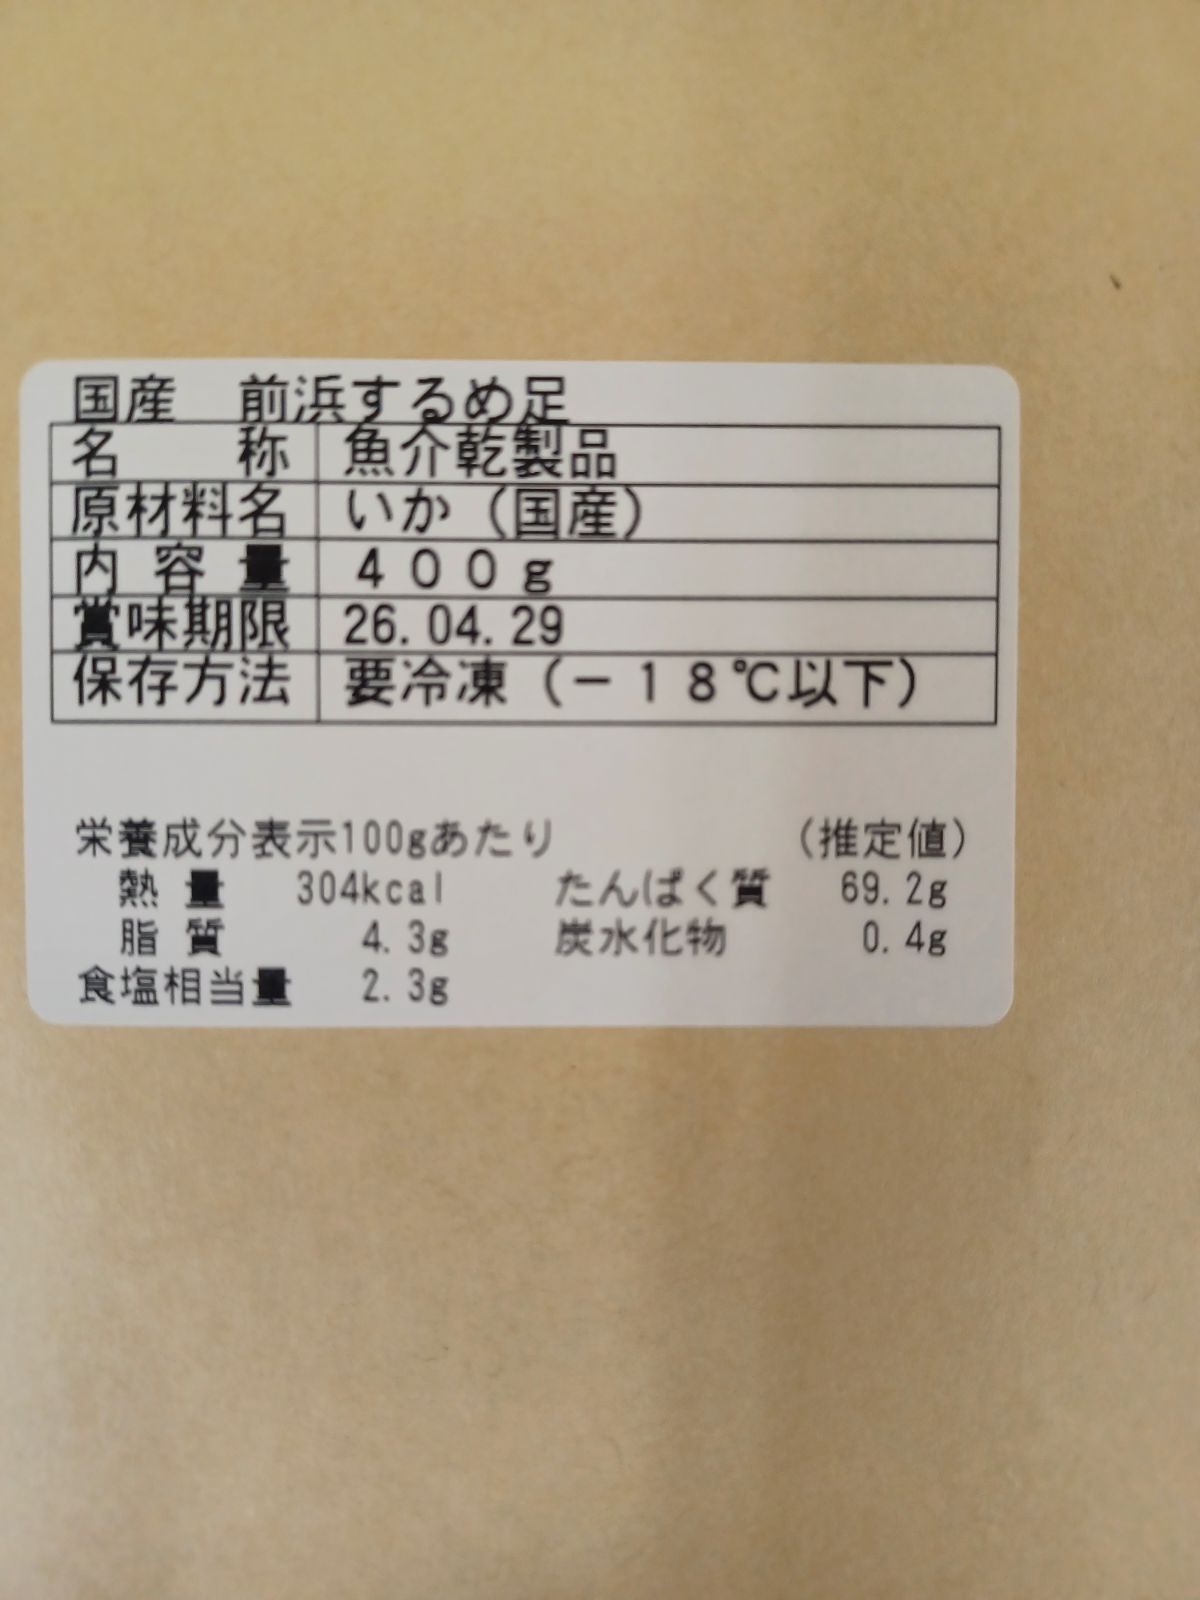 国産　前浜するめ足
名　　称　魚介乾製品
原材料名　いか（国産）
内 容 量　４００ｇ
賞味期限　26.04.29
保存方法　要冷凍（－１８℃以下）
栄養成分表示100gあたり　（推定値）
熱 量　304kcal　たんぱく質　69.2g
脂 質　4.3g　炭水化物　0.4g
食塩相当量　2.3g